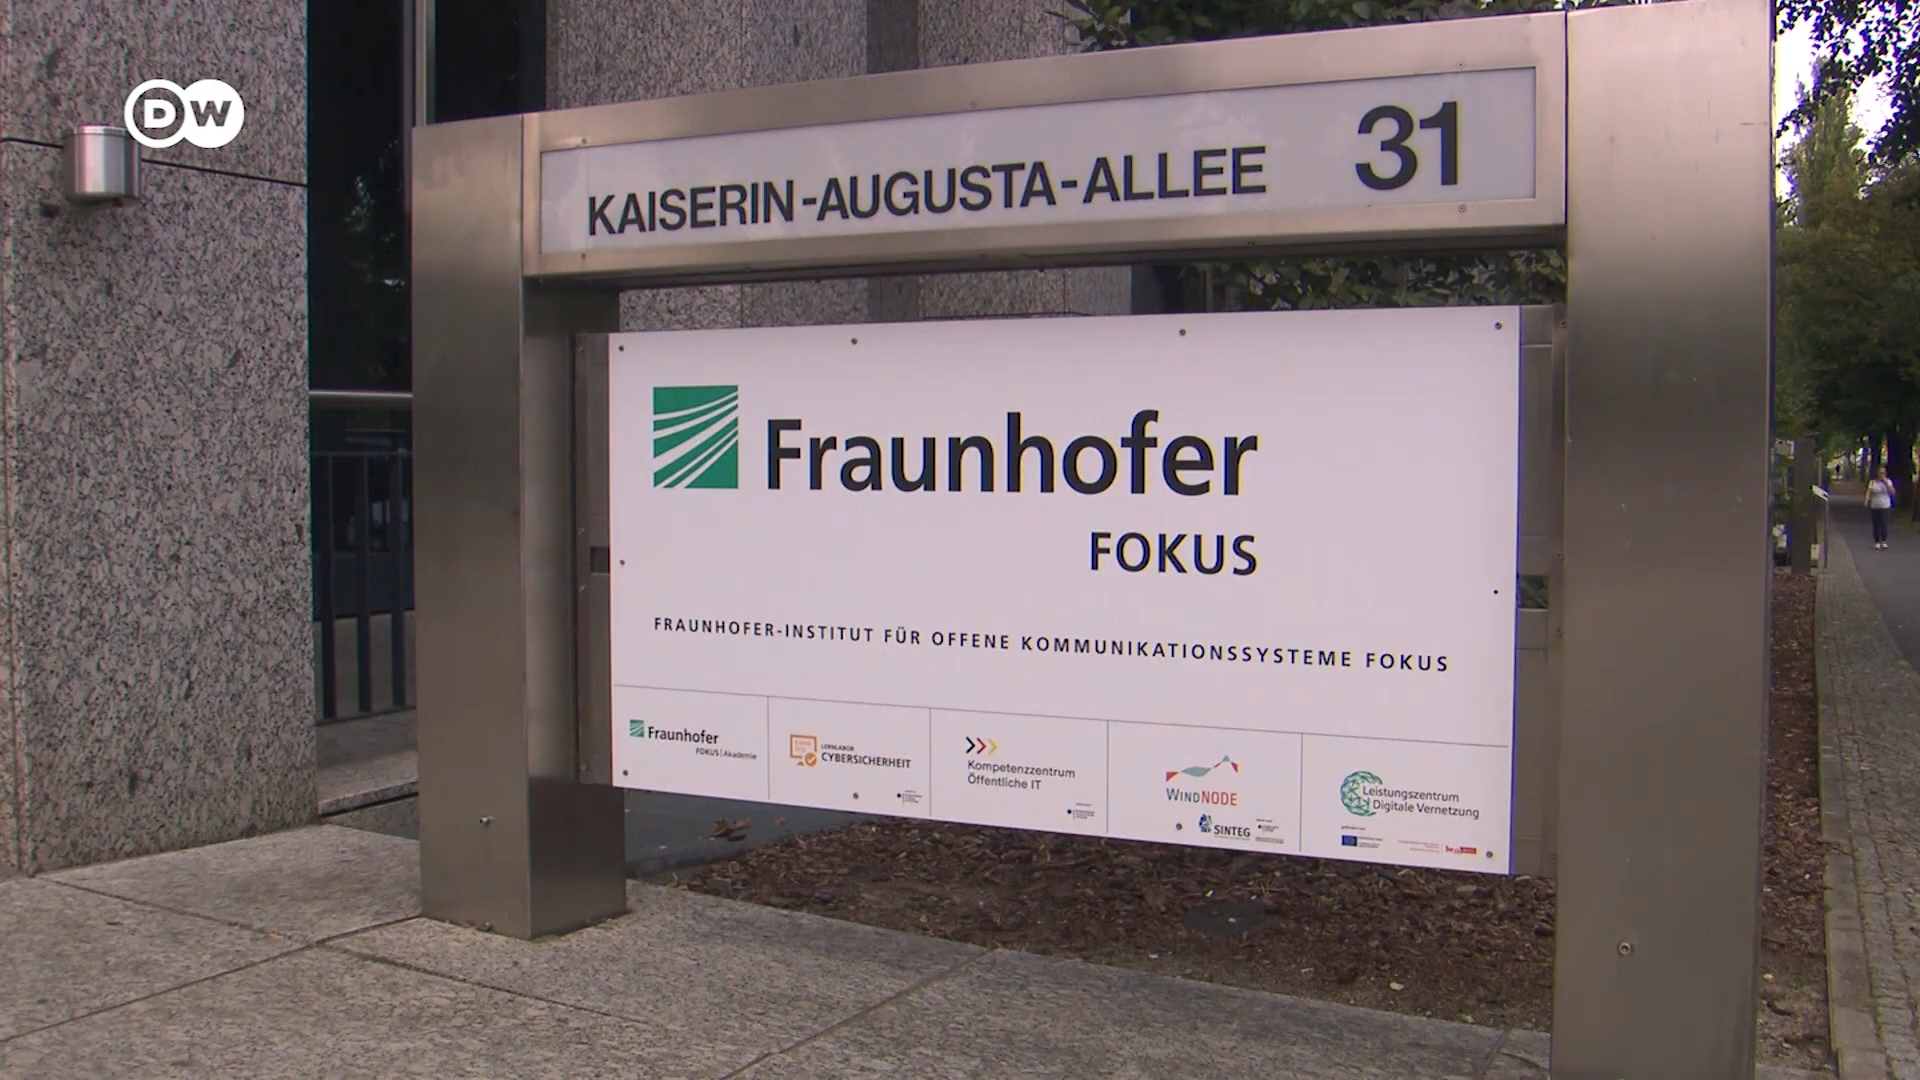 DW
KAISERIN-AUGUSTA-ALLEE 31
Fraunhofer
FOKUS
FRAUNHOFER-INSTITUT FÜR OFFENE KOMMUNIKATIONSSYSTEME FOKUS
Fraunhofer
FOKUS | Akademie
LERNLABOR
CYBERSICHERHEIT
Kompetenzzentrum
Öffentliche IT
WINDNODE
SINTEG
Leistungszentrum
Digitale Vernetzung